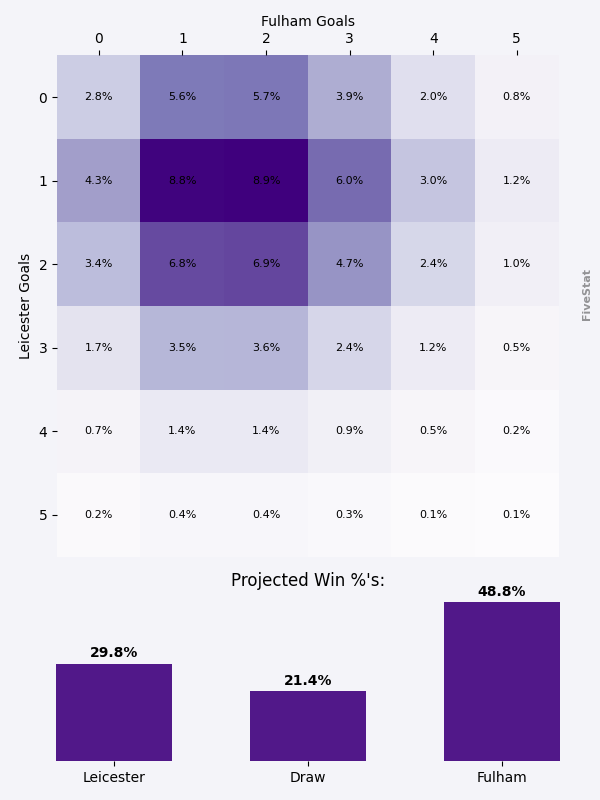 Fulham Goals
0 1 2 3 4 5
0 2.8% 5.6% 5.7% 3.9% 2.0% 0.8%
1 4.3% 8.8% 8.9% 6.0% 3.0% 1.2%
2 3.4% 6.8% 6.9% 4.7% 2.4% 1.0%
3 1.7% 3.5% 3.6% 2.4% 1.2% 0.5%
4 0.7% 1.4% 1.4% 0.9% 0.5% 0.2%
5 0.2% 0.4% 0.4% 0.3% 0.1% 0.1%
Leicester Goals
FiveStat
Projected Win %'s:
29.8% 21.4% 48.8%
Leicester Draw Fulham